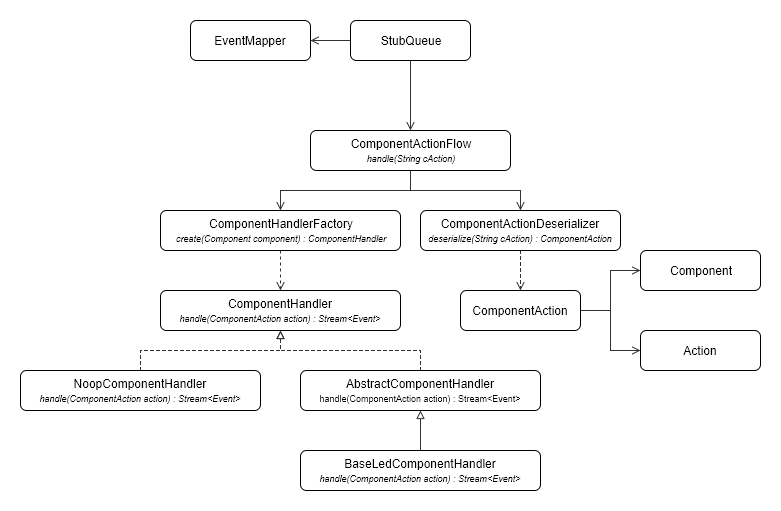 EventMapper
StubQueue
ComponentActionFlow
handle(String cAction)
ComponentHandlerFactory
create(Component component) : ComponentHandler
ComponentActionDeserializer
deserialize(String cAction) : ComponentAction
Component
ComponentHandler
handle(ComponentAction action) : Stream<Event>
ComponentAction
Action
NoopComponentHandler
handle(ComponentAction action) : Stream<Event>
AbstractComponentHandler
handle(ComponentAction action) : Stream<Event>
BaseLedComponentHandler
handle(ComponentAction action) : Stream<Event>